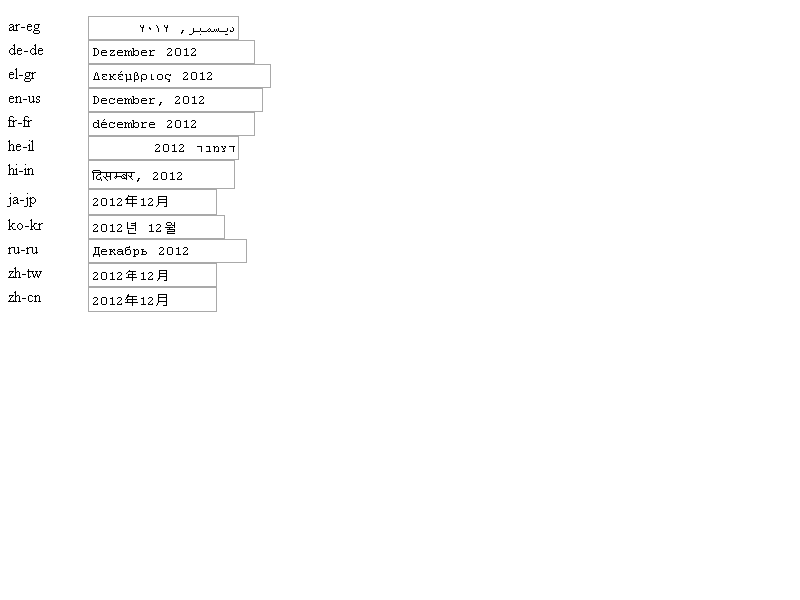 ar-eg ديسمبر, ٢٠١٢
de-de Dezember 2012
el-gr Δεκέμβριος 2012
en-us December, 2012
fr-fr décembre 2012
he-il דצמבר 2012
hi-in दिसम्बर, 2012
ja-jp 2012年12月
ko-kr 2012년 12월
ru-ru Декабрь 2012
zh-tw 2012年12月
zh-cn 2012年12月